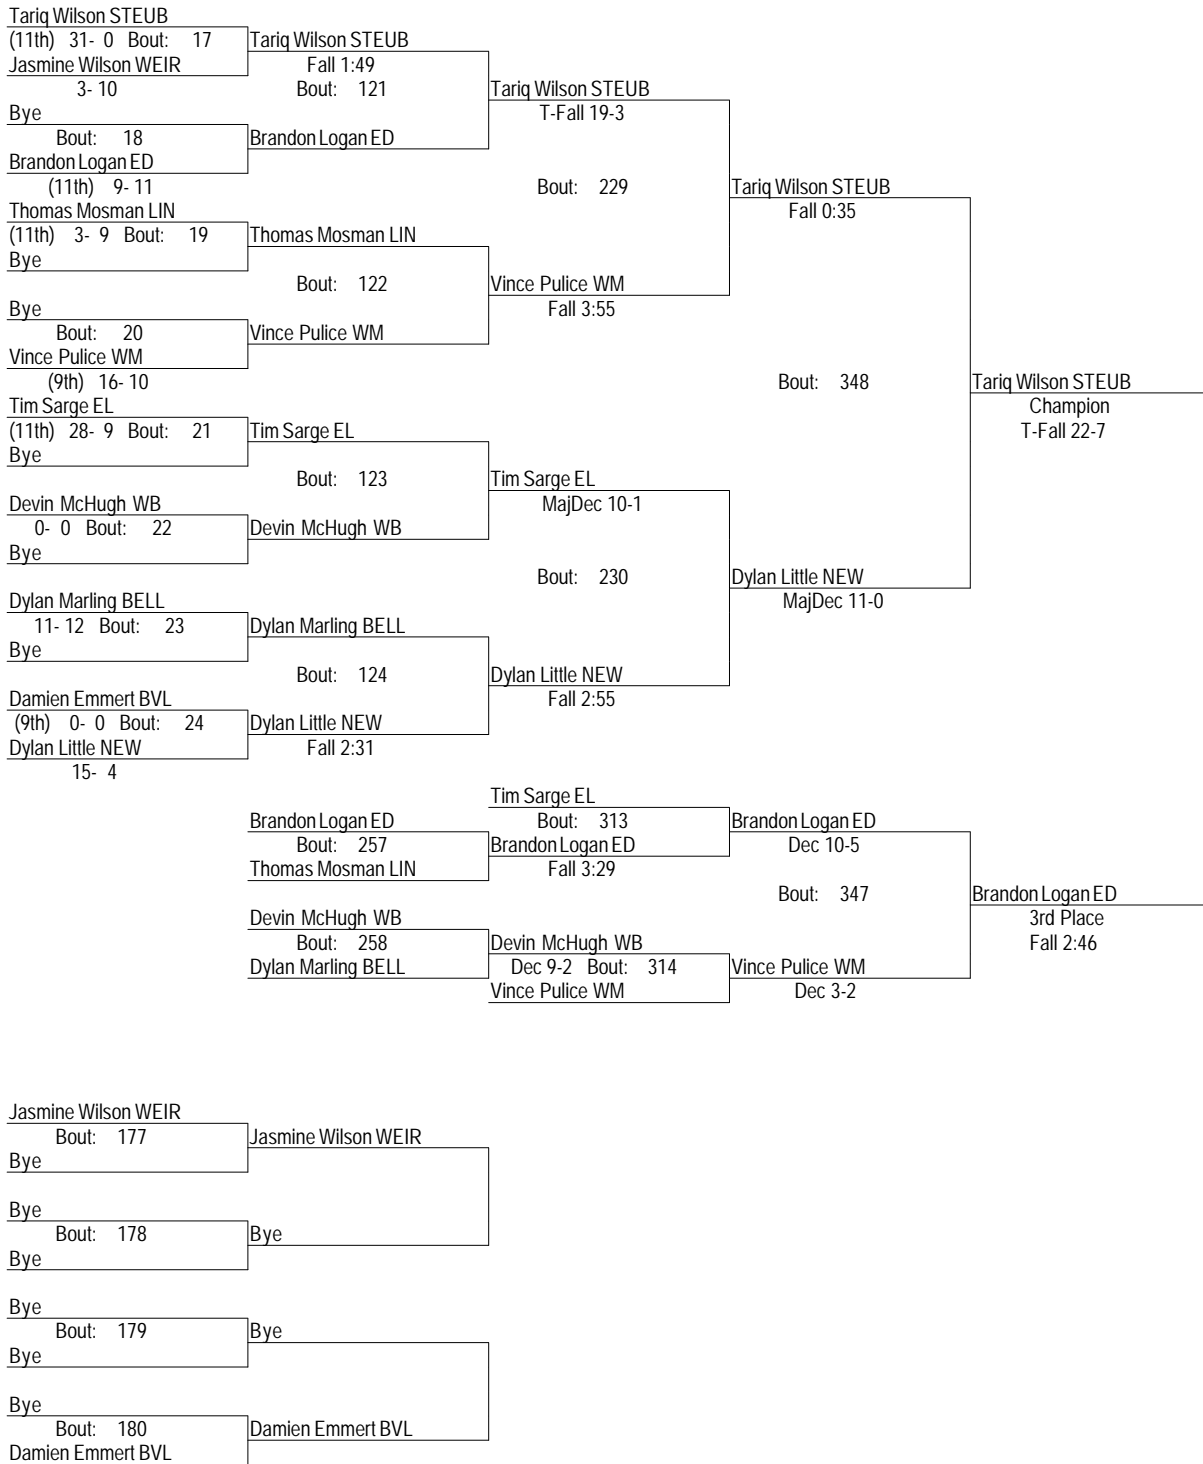 Tariq Wilson STEUB
(11th) 31- 0 Bout: 17 Tariq Wilson STEUB
Jasmine Wilson WEIR Fall 1:49
3- 10 Bout: 121 Tariq Wilson STEUB
Bye T-Fall 19-3
Bout: 18 Brandon Logan ED
Brandon Logan ED
(11th) 9- 11 Bout: 229 Tariq Wilson STEUB
Thomas Mosman LIN Fall 0:35
(11th) 3- 9 Bout: 19 Thomas Mosman LIN
Bye
Bout: 122 Vince Pulice WM
Bye Fall 3:55
Bout: 20 Vince Pulice WM
Vince Pulice WM
(9th) 16- 10 Bout: 348 Tariq Wilson STEUB
Tim Sarge EL Champion
(11th) 28- 9 Bout: 21 Tim Sarge EL T-Fall 22-7
Bye
Bout: 123 Tim Sarge EL
Devin McHugh WB MajDec 10-1
0- 0 Bout: 22 Devin McHugh WB
Bye
Bout: 230 Dylan Little NEW
Dylan Marling BELL MajDec 11-0
11- 12 Bout: 23 Dylan Marling BELL
Bye
Bout: 124 Dylan Little NEW
Damien Emmert BVL Fall 2:55
(9th) 0- 0 Bout: 24 Dylan Little NEW
Dylan Little NEW Fall 2:31
15- 4
Tim Sarge EL
Brandon Logan ED Bout: 313 Brandon Logan ED
Bout: 257 Brandon Logan ED Dec 10-5
Thomas Mosman LIN Fall 3:29
Bout: 347 Brandon Logan ED
Devin McHugh WB 3rd Place
Bout: 258 Devin McHugh WB Fall 2:46
Dylan Marling BELL Dec 9-2 Bout: 314 Vince Pulice WM
Vince Pulice WM Dec 3-2
Jasmine Wilson WEIR
Bout: 177 Jasmine Wilson WEIR
Bye
Bye
Bout: 178 Bye
Bye
Bye
Bout: 179 Bye
Bye
Bye
Bout: 180 Damien Emmert BVL
Damien Emmert BVL